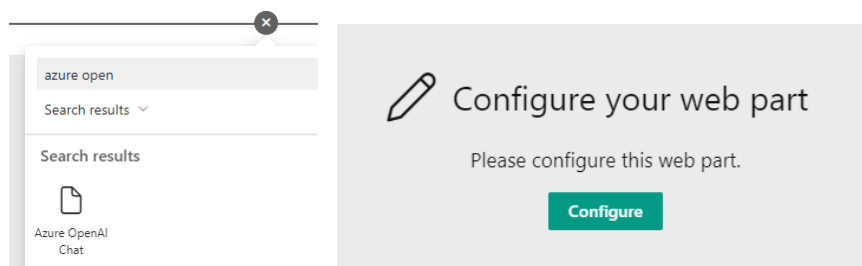 azure open
Search results
Search results
Azure OpenAI
Chat
Configure your web part
Please configure this web part.
Configure